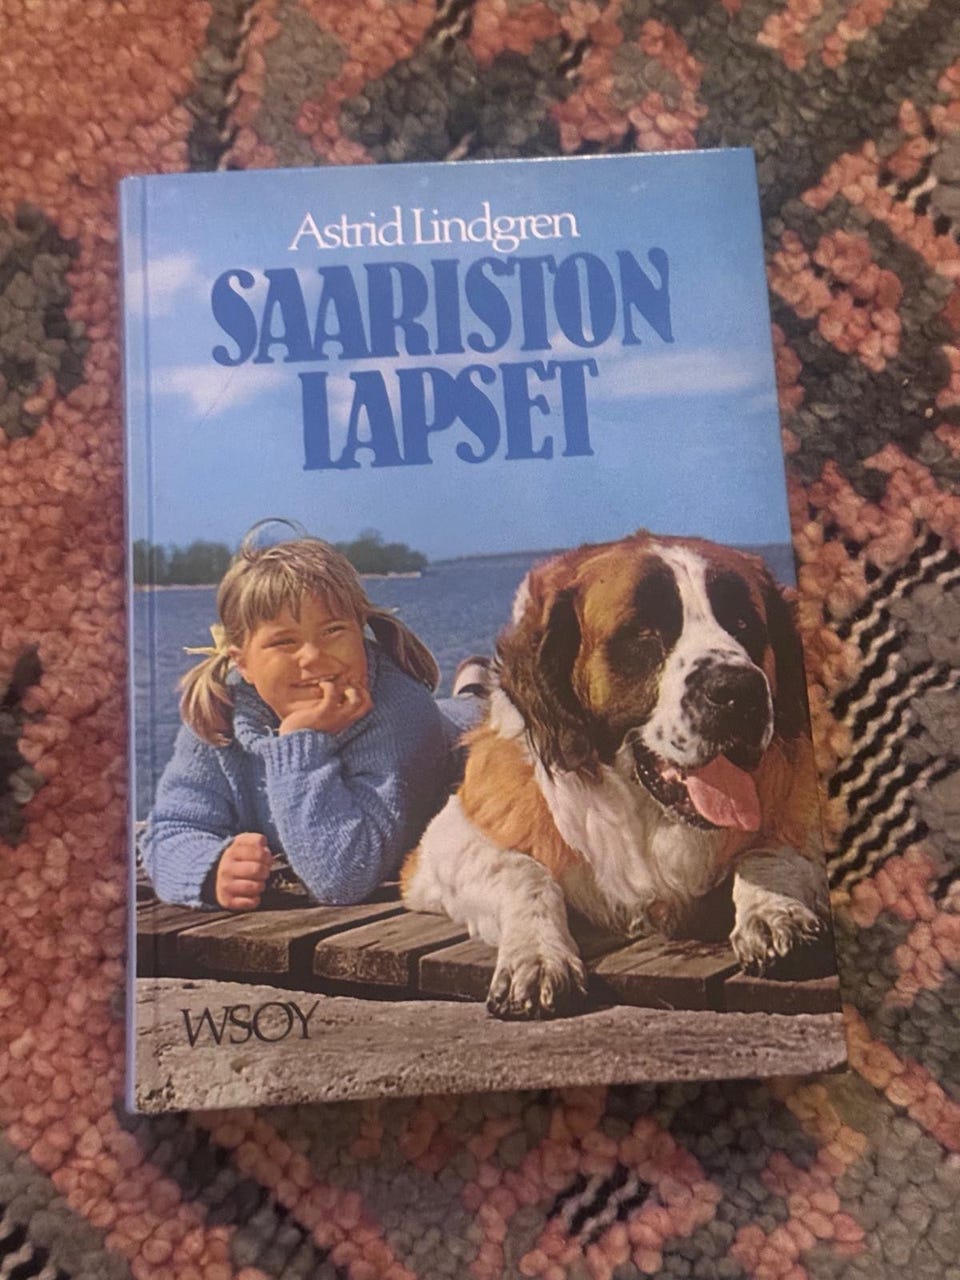 Astrid Lindgren
SAARISTON
LAPSET
WSOY